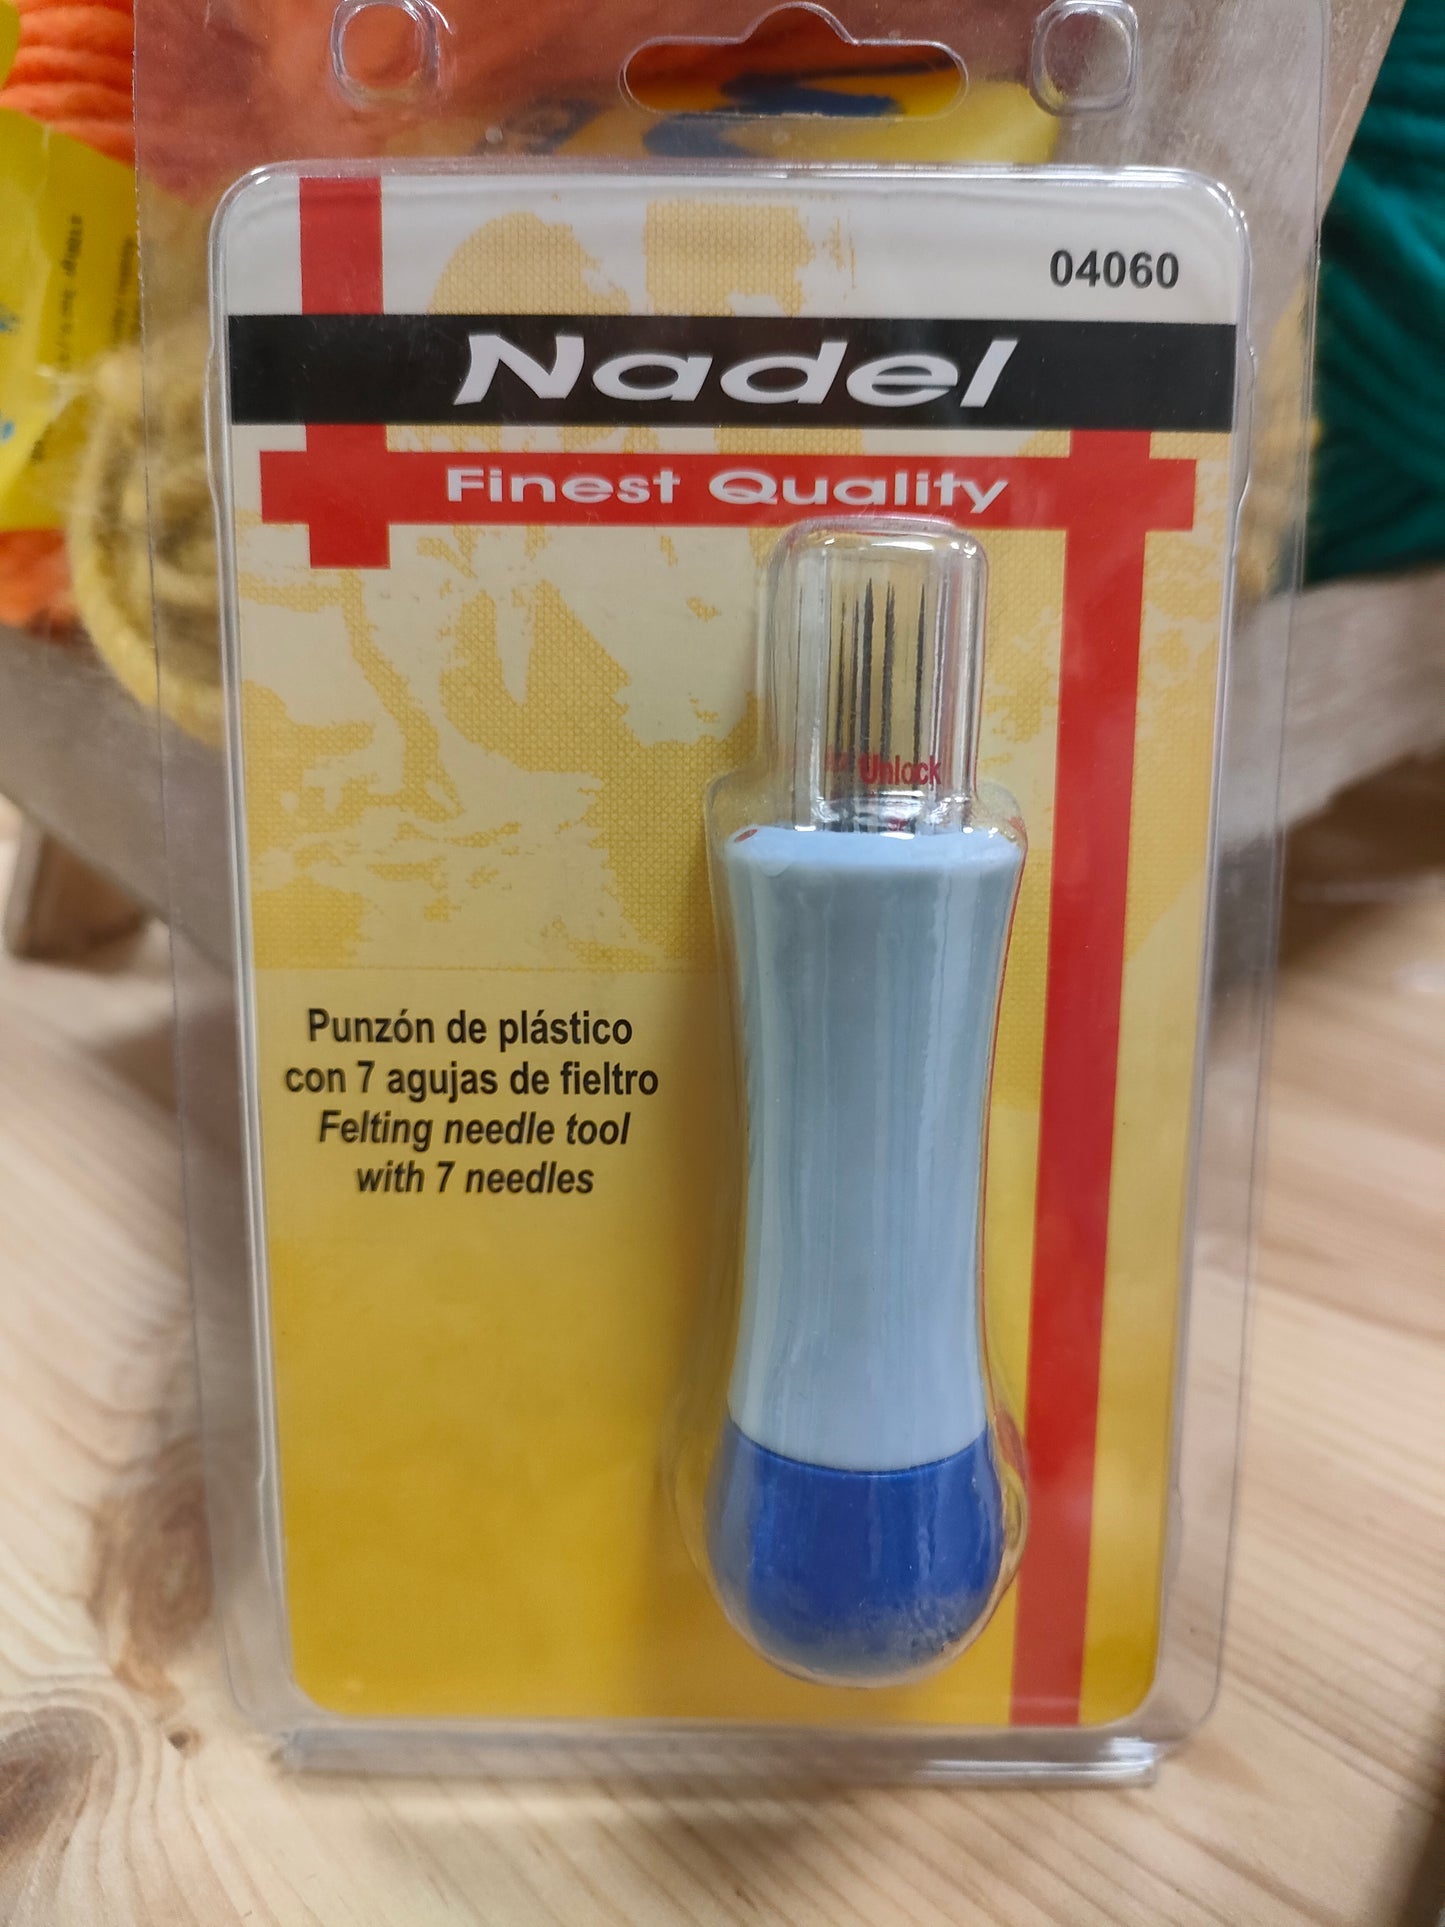 04060
Nadel
Finest Quality
Unlock
Punzón de plástico
con 7 agujas de fieltro
Felting needle tool
with 7 needles